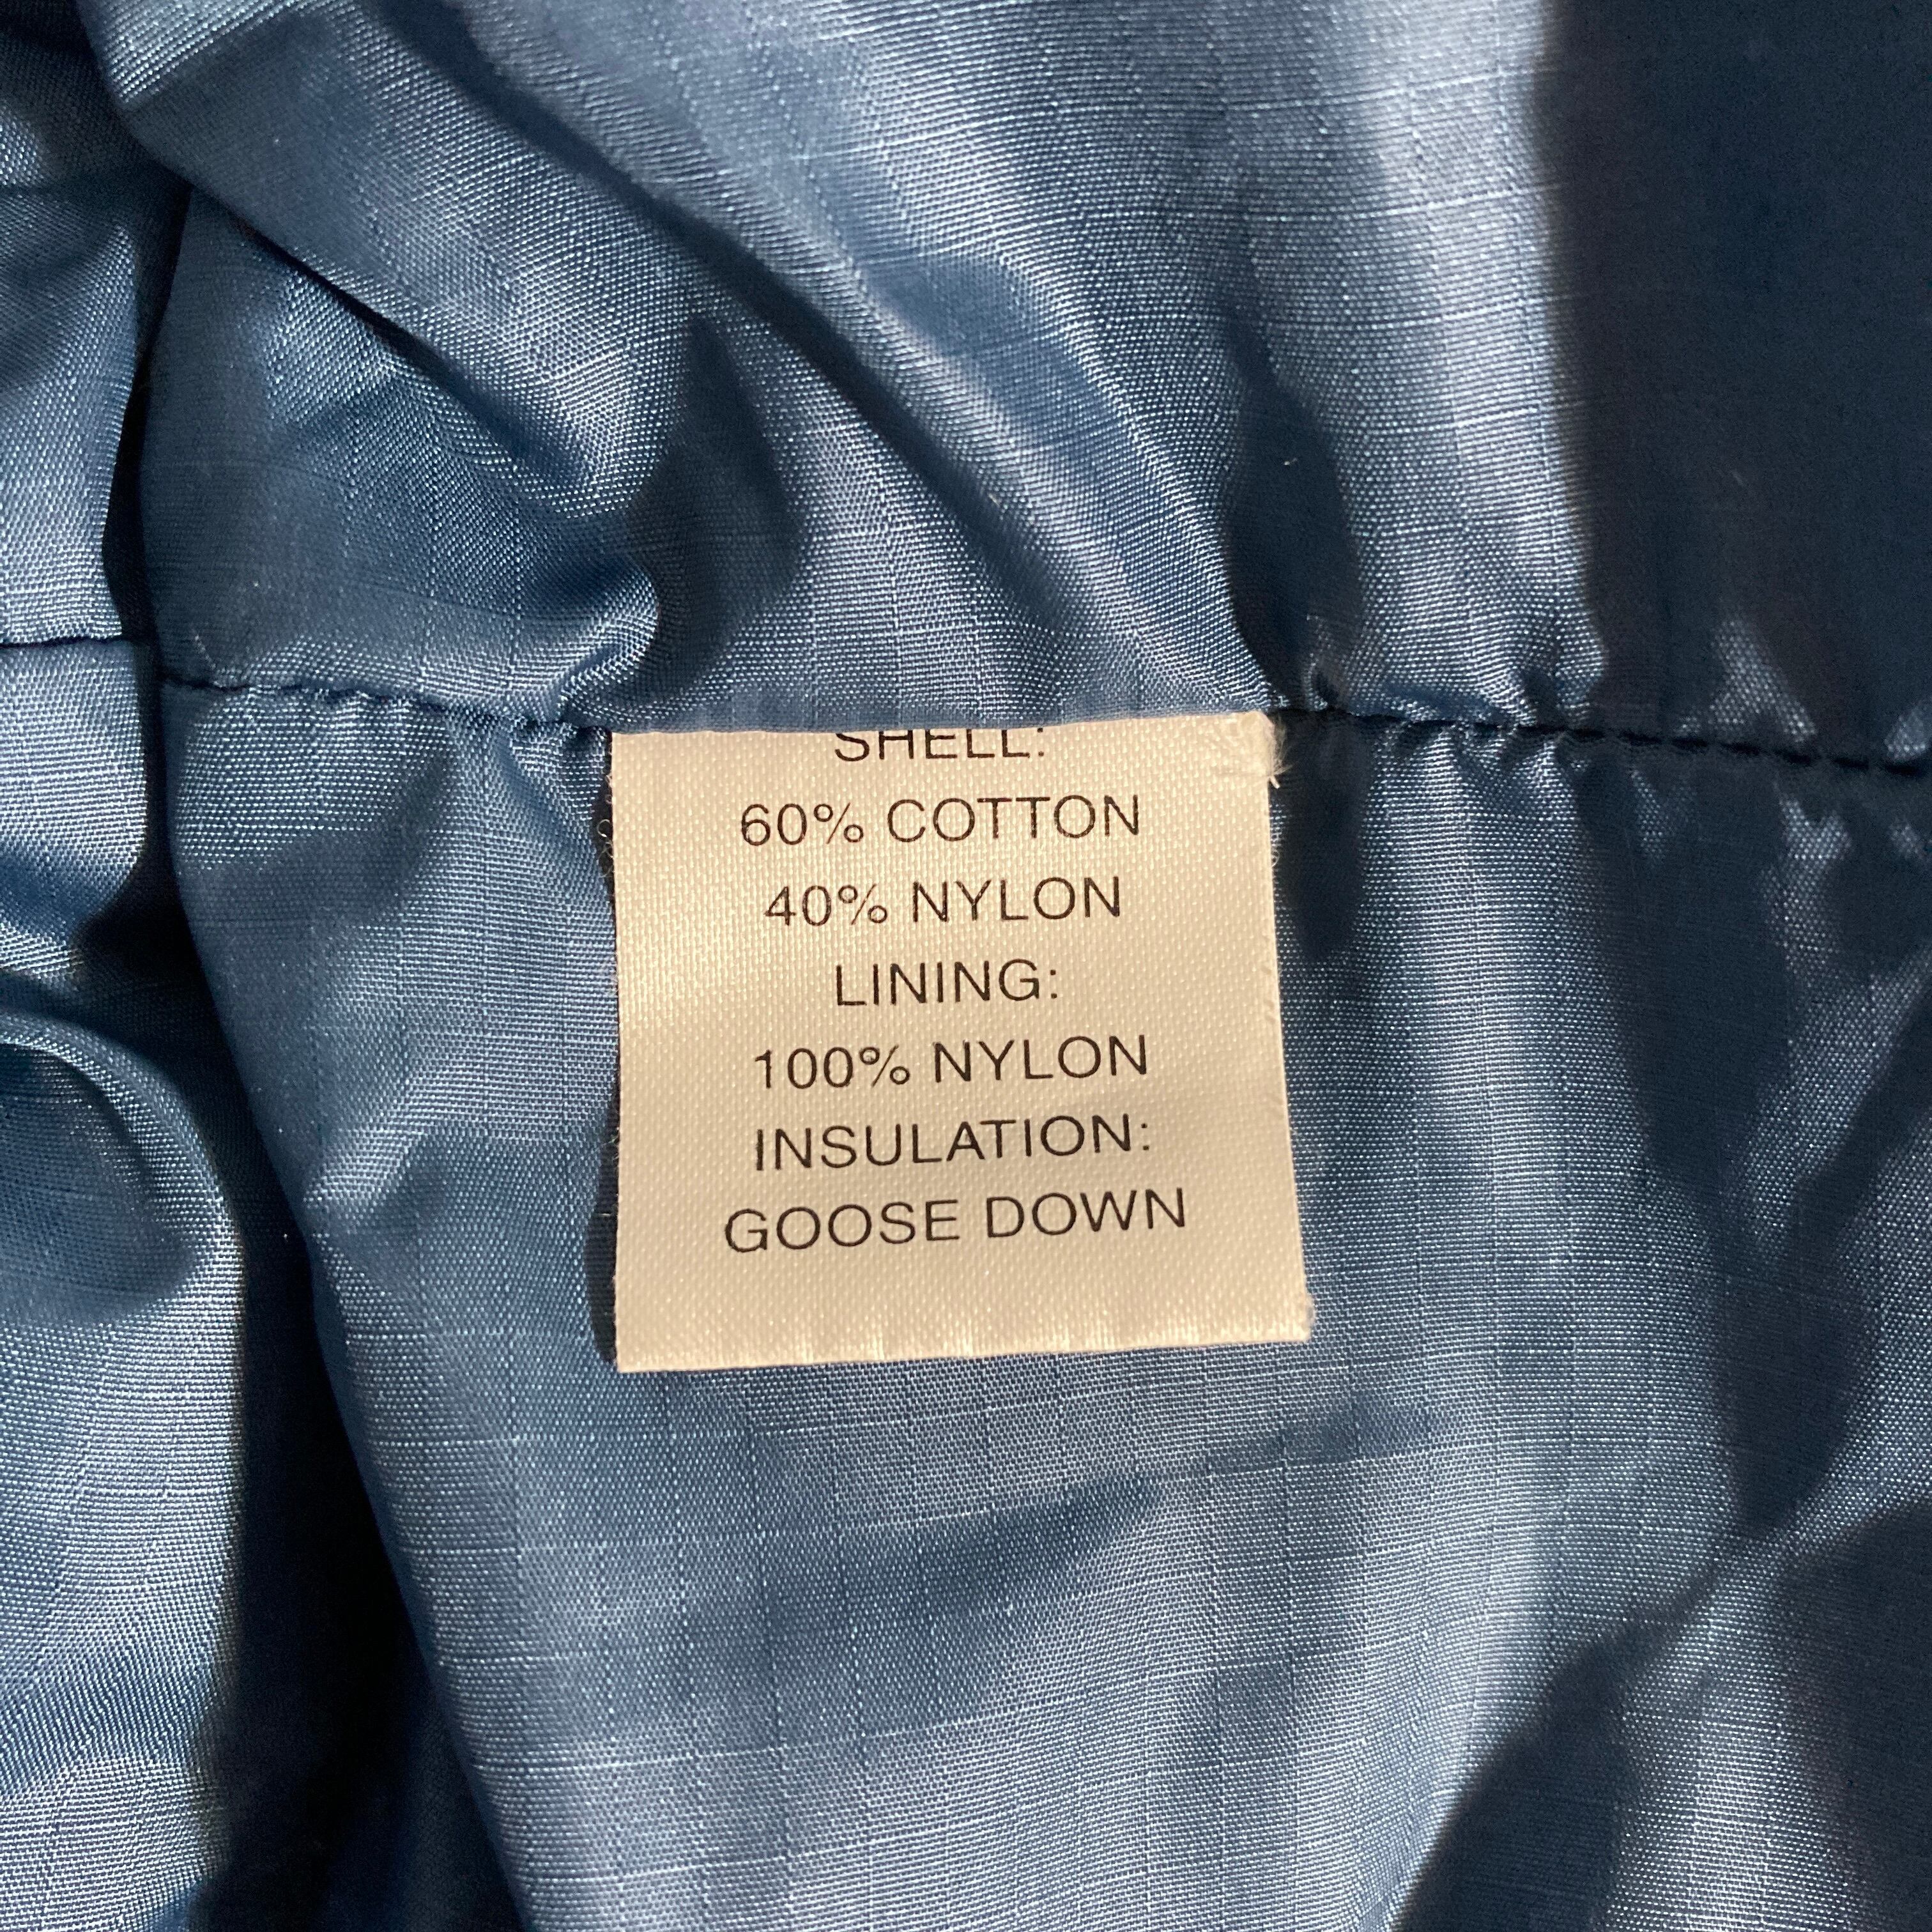 SHELL:
60% COTTON
40% NYLON
LINING:
100% NYLON
INSULATION:
GOOSE DOWN